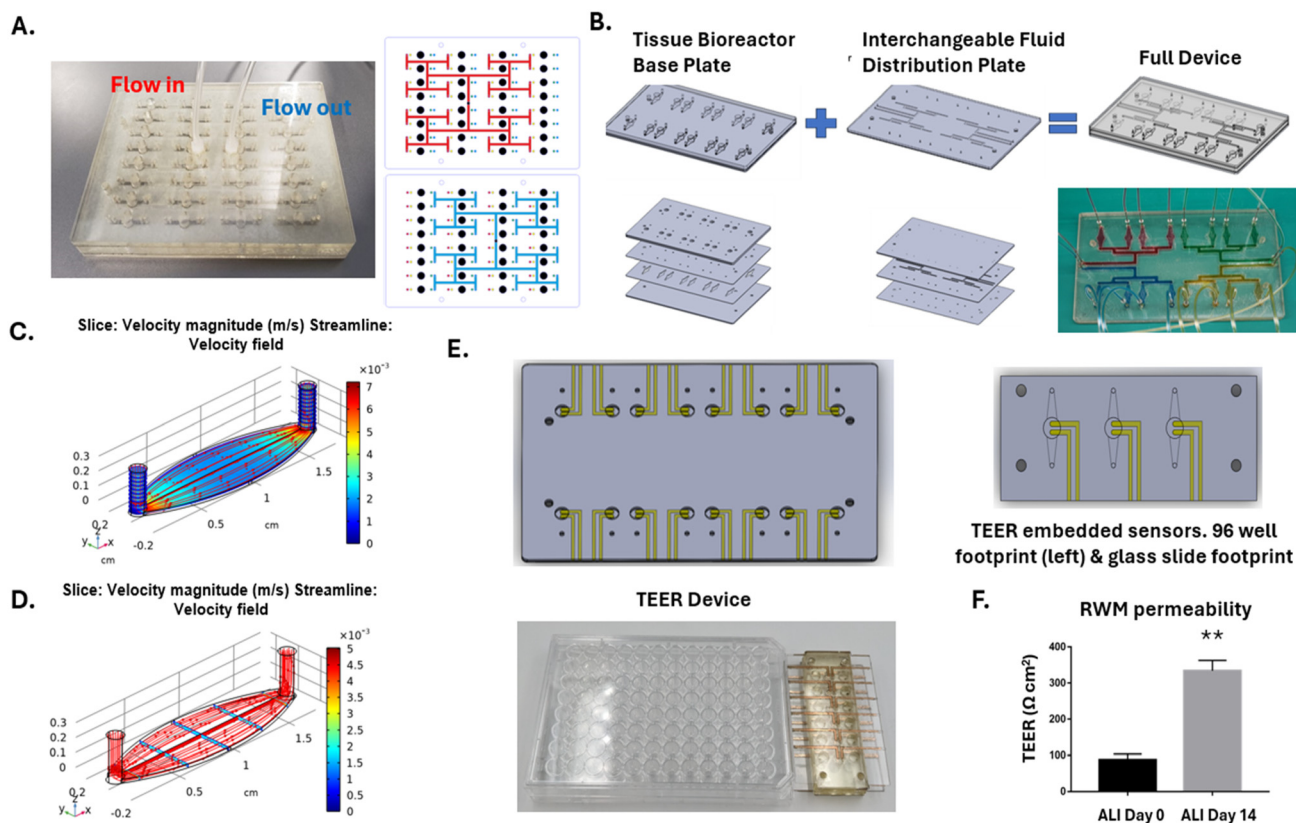 A.
Flow in
Flow out
B.
Tissue Bioreactor
Base Plate
Interchangeable Fluid
Distribution Plate
Full Device
C.
Slice: Velocity magnitude (m/s) Streamline:
Velocity field
×10⁻³
7
6
5
4
3
2
1
0
0.3
0.2
0.1
0
0.2
-0.2
0.5
1
1.5
cm
cm
z
y
x
D.
Slice: Velocity magnitude (m/s) Streamline:
Velocity field
×10⁻³
5
4.5
4
3.5
3
2.5
2
1.5
1
0.5
0
0.3
0.2
0.1
0
0.2
-0.2
0.5
1
1.5
cm
cm
z
y
x
E.
TEER embedded sensors. 96 well
footprint (left) & glass slide footprint
TEER Device
F.
RWM permeability
**
TEER (Ω cm²)
400
300
200
100
0
ALI Day 0
ALI Day 14